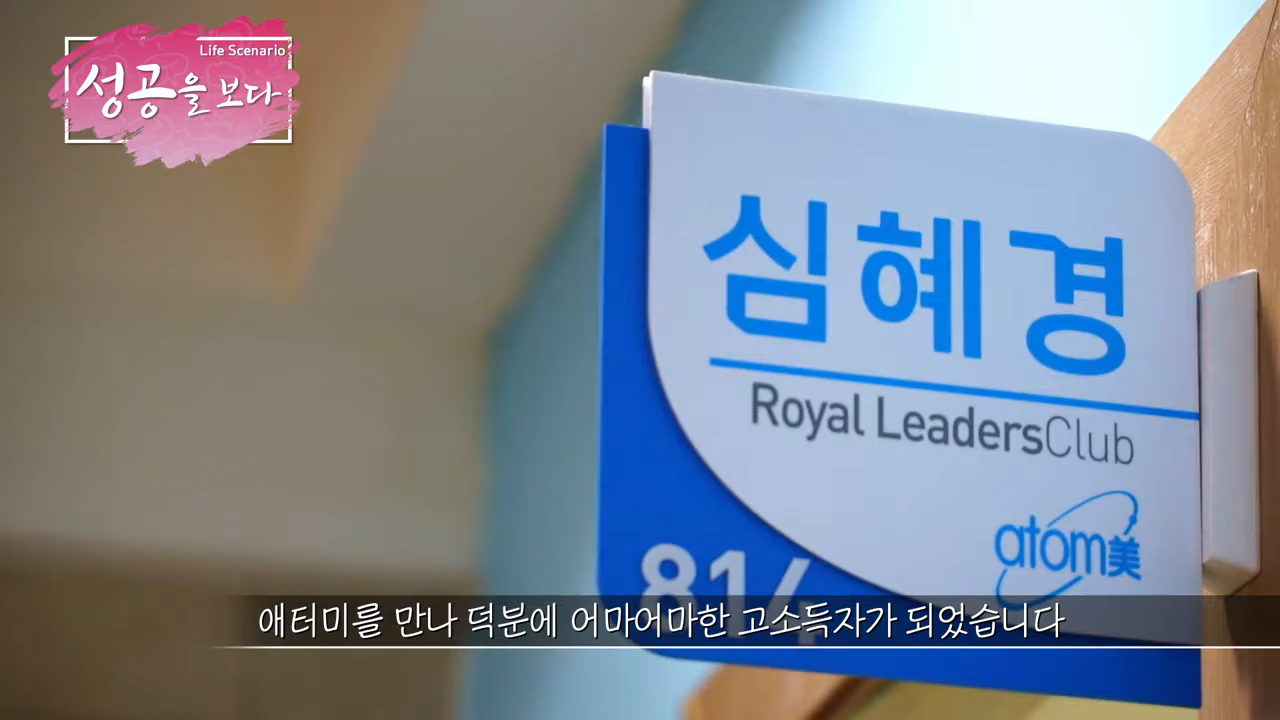 Life Scenario
성공을 보다
심혜경
Royal LeadersClub
atom美
814
애터미를 만나 덕분에 어마어마한 고소득자가 되었습니다